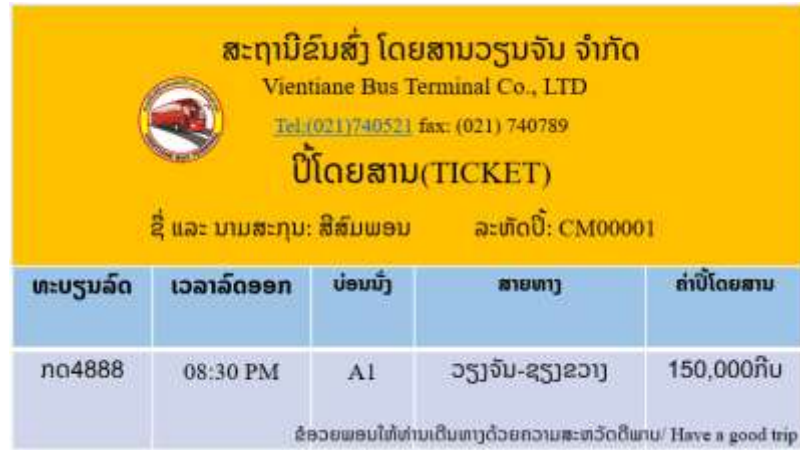 ສະຖານີຂົນສົ່ງ ໂດຍສານວຽນຈັນ ຈຳກັດ
Vientiane Bus Terminal Co., LTD
Tel:(021)740521 fax: (021) 740789
ປີ້ໂດຍສານ(TICKET)
ຊື່ ແລະ ນາມສະກຸນ: ສີສົມພອນ ລະຫັດປີ້: CM00001
ທະບຽນລົດ ເວລາລົດອອກ ບ່ອນນັ່ງ ສາຍທາງ ຄ່າປີ້ໂດຍສານ
ກດ4888 08:30 PM A1 ວຽງຈັນ-ຊຽງຂວາງ 150,000ກີບ
ຂໍອວຍພອນໃຫ້ທ່ານເດີນທາງດ້ວຍຄວາມສະຫວັດດີພາບ/ Have a good trip